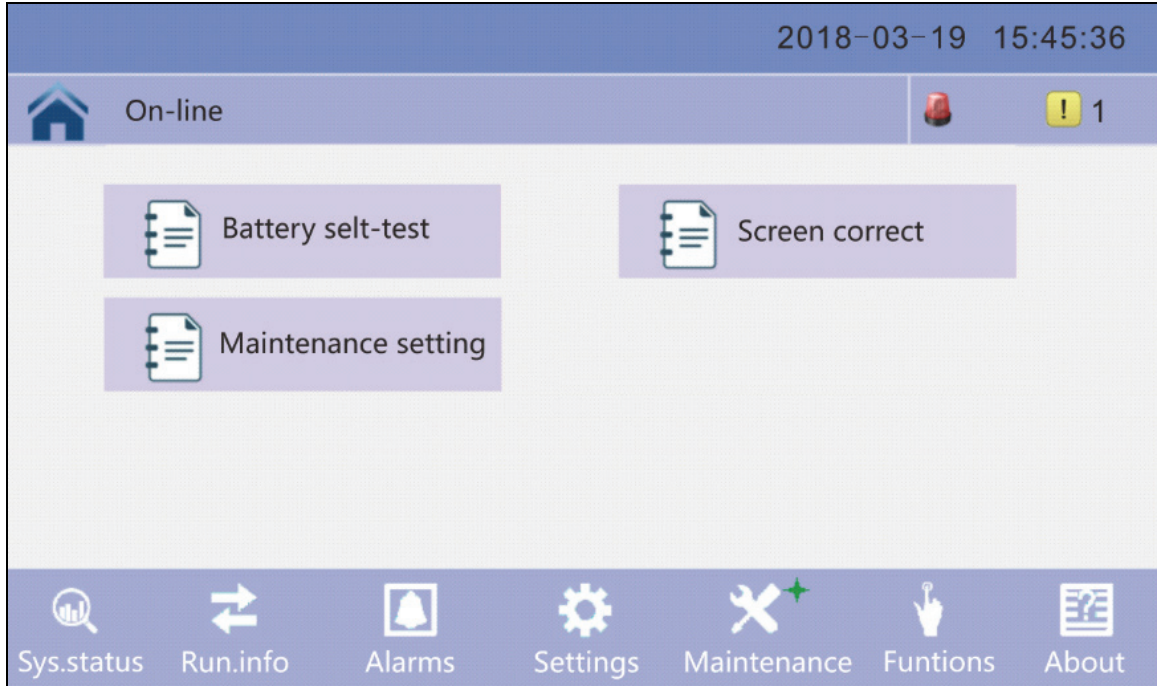 2018-03-19 15:45:36
On-line
! 1
Battery selt-test
Screen correct
Maintenance setting
Sys.status Run.info Alarms Settings Maintenance Funtions About